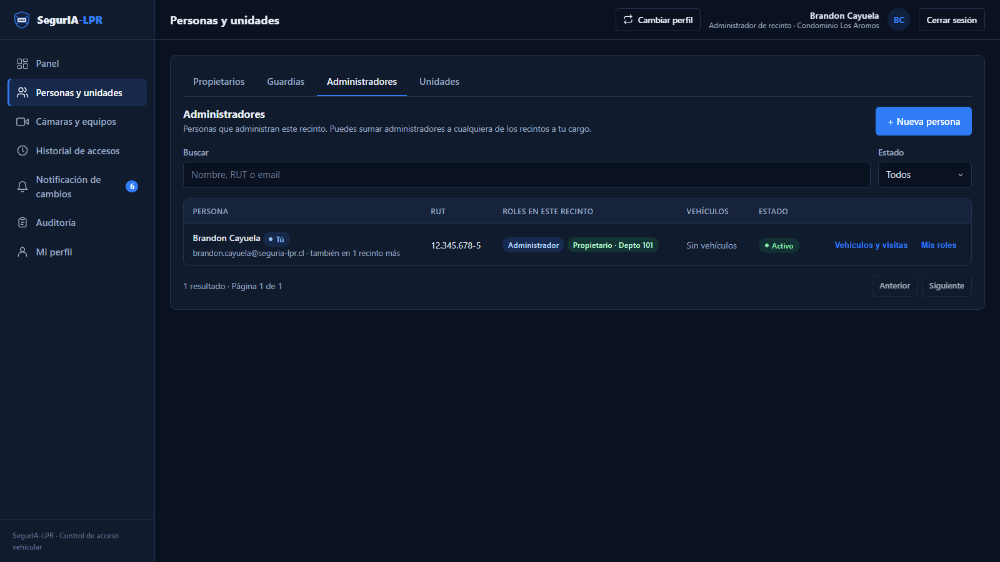 SegurIA-LPR
Personas y unidades
Cambiar perfil
Brandon Cayuela
Administrador de recinto · Condominio Los Aromos
BC
Cerrar sesión
Panel
Personas y unidades
Cámaras y equipos
Historial de accesos
Notificación de
cambios
6
Auditoría
Mi perfil
Propietarios
Guardias
Administradores
Unidades
Administradores
Personas que administran este recinto. Puedes sumar administradores a cualquiera de los recintos a tu cargo.
+ Nueva persona
Buscar
Estado
Nombre, RUT o email
Todos
PERSONA RUT ROLES EN ESTE RECINTO VEHÍCULOS ESTADO
Brandon Cayuela Tú
brandon.cayuela@seguria-lpr.cl · también en 1 recinto más
12.345.678-5
Administrador
Propietario · Depto 101
Sin vehículos
Activo
Vehículos y visitas
Mis roles
1 resultado · Página 1 de 1
Anterior
Siguiente
SegurIA-LPR · Control de acceso
vehicular